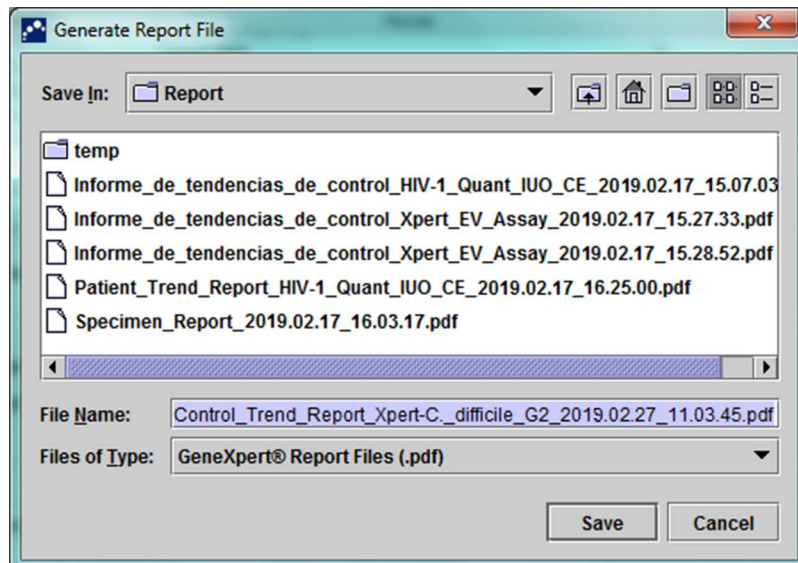 Generate Report File
Save In: Report
temp
Informe_de_tendencias_de_control_HIV-1_Quant_IUO_CE_2019.02.17_15.07.03
Informe_de_tendencias_de_control_Xpert_EV_Assay_2019.02.17_15.27.33.pdf
Informe_de_tendencias_de_control_Xpert_EV_Assay_2019.02.17_15.28.52.pdf
Patient_Trend_Report_HIV-1_Quant_IUO_CE_2019.02.17_16.25.00.pdf
Specimen_Report_2019.02.17_16.03.17.pdf
File Name: Control_Trend_Report_Xpert-C._difficile_G2_2019.02.27_11.03.45.pdf
Files of Type: GeneXpert® Report Files (.pdf)
Save Cancel